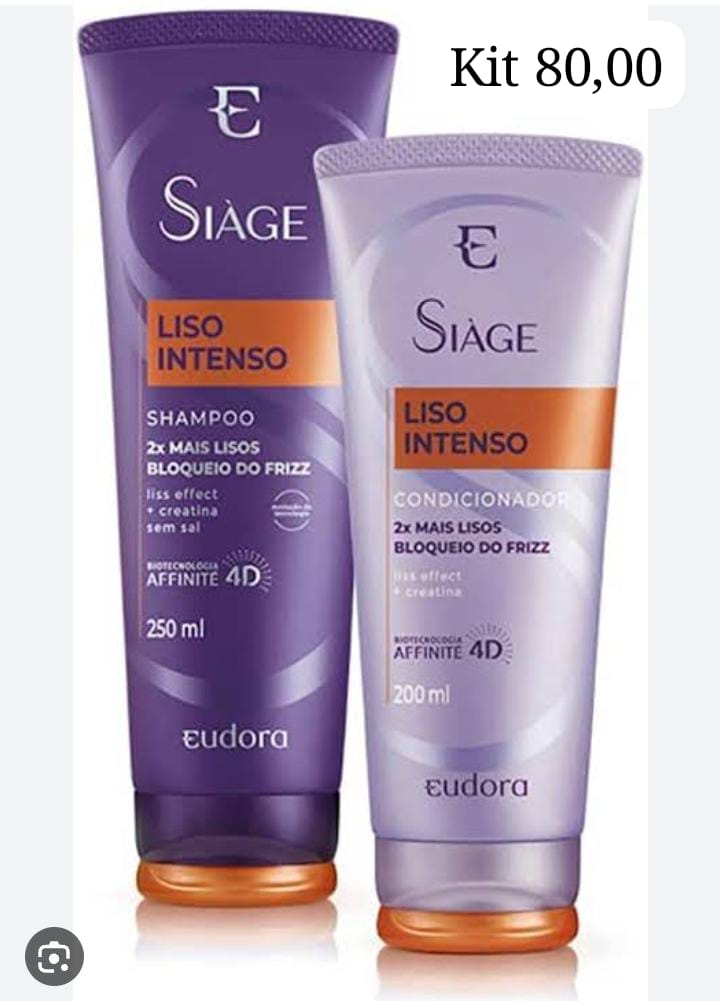 Kit 80,00
E
SIÀGE
LISO
INTENSO
SHAMPOO
2x MAIS LISOS
BLOQUEIO DO FRIZZ
liss effect
+ creatina
sem sal
BIOTECNOLOGIA
AFFINITÉ 4D
250 ml
eudora
E
SIÀGE
LISO
INTENSO
CONDICIONADOR
2x MAIS LISOS
BLOQUEIO DO FRIZZ
liss effect
+ creatina
BIOTECNOLOGIA
AFFINITÉ 4D
200 ml
eudora